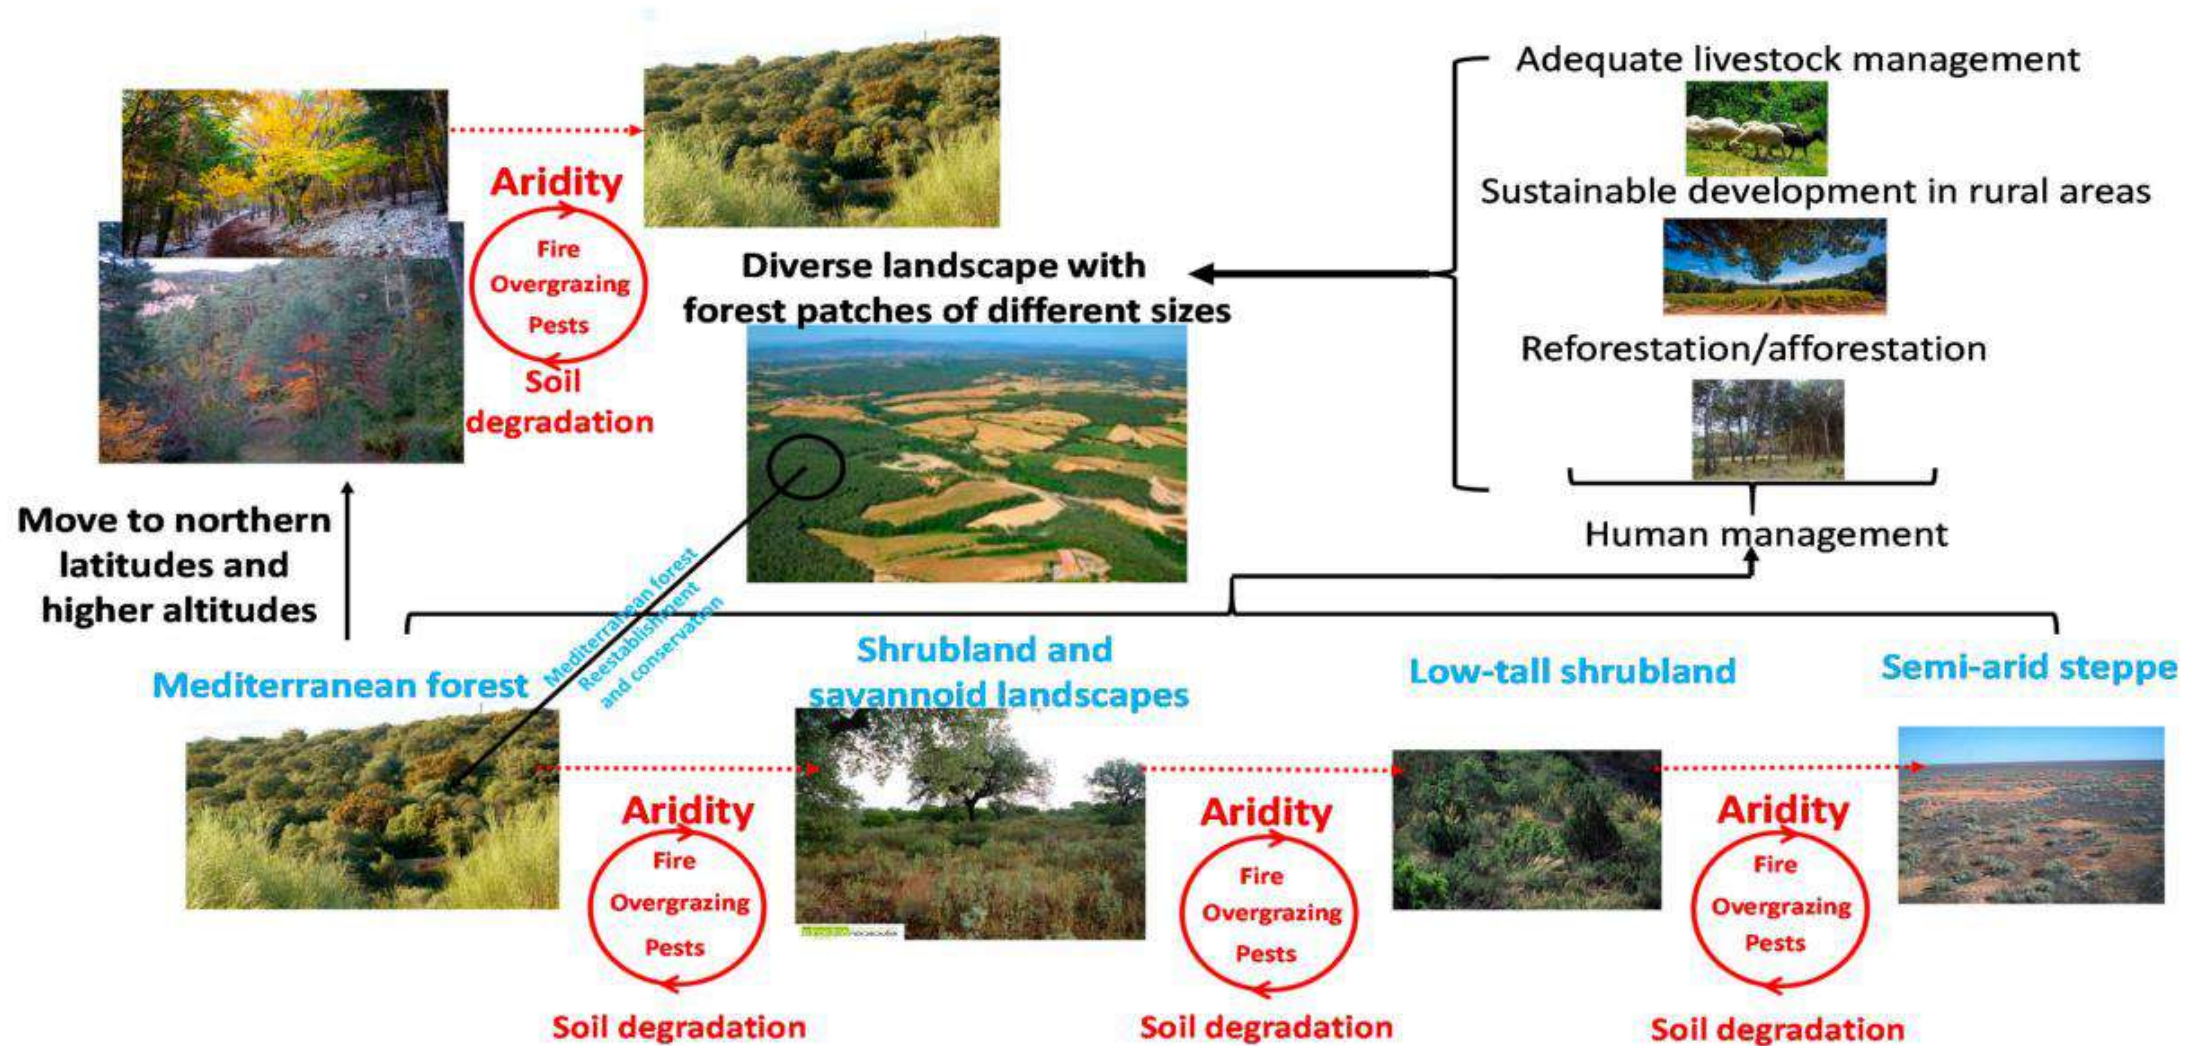 Adequate livestock management
Aridity
Fire
Overgrazing
Pests
Soil
degradation
Sustainable development in rural areas
Diverse landscape with
forest patches of different sizes
Reforestation/afforestation
Human management
Move to northern
latitudes and
higher altitudes
Mediterranean forest
Reestablishment
and conservation
Mediterranean forest
Shrubland and
savannoid landscapes
Low-tall shrubland
Semi-arid steppe
Aridity
Fire
Overgrazing
Pests
Soil degradation
Aridity
Fire
Overgrazing
Pests
Soil degradation
Aridity
Fire
Overgrazing
Pests
Soil degradation